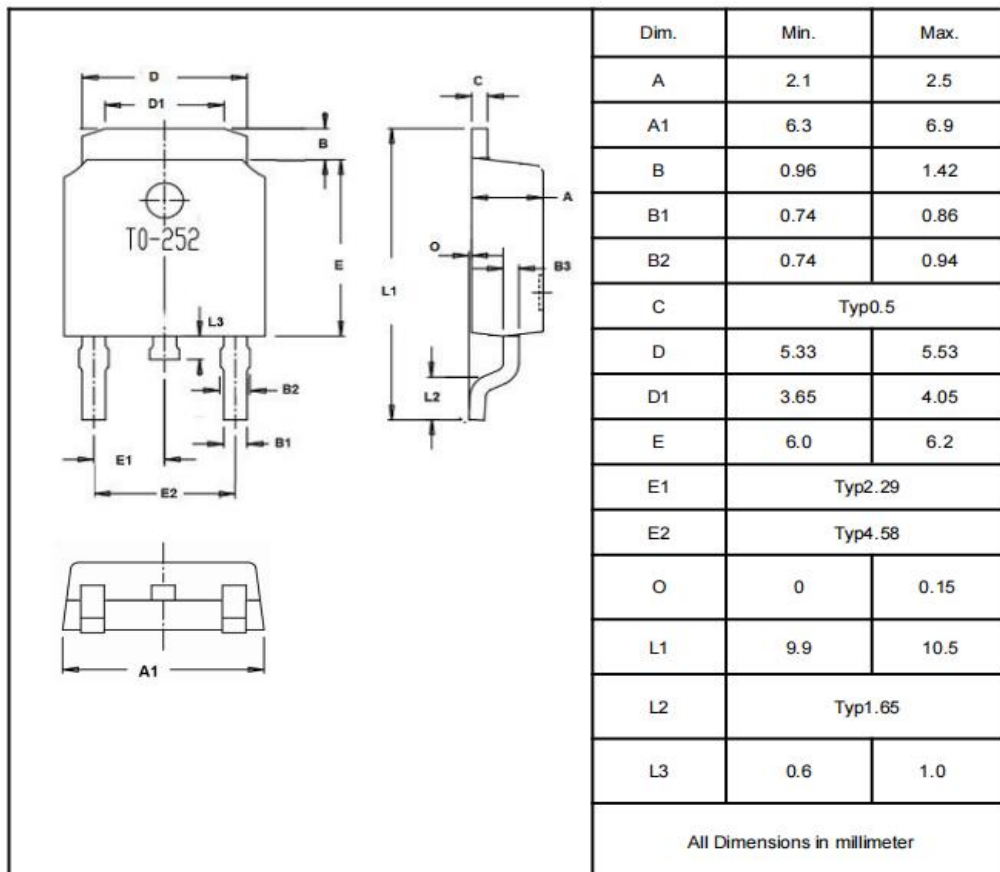 D
D1
C
B
A
TO-252
O
B3
E
L1
L3
B2
L2
B1
E1
E2
A1
Dim. Min. Max.
A 2.1 2.5
A1 6.3 6.9
B 0.96 1.42
B1 0.74 0.86
B2 0.74 0.94
C Typ0.5
D 5.33 5.53
D1 3.65 4.05
E 6.0 6.2
E1 Typ2.29
E2 Typ4.58
O 0 0.15
L1 9.9 10.5
L2 Typ1.65
L3 0.6 1.0
All Dimensions in millimeter